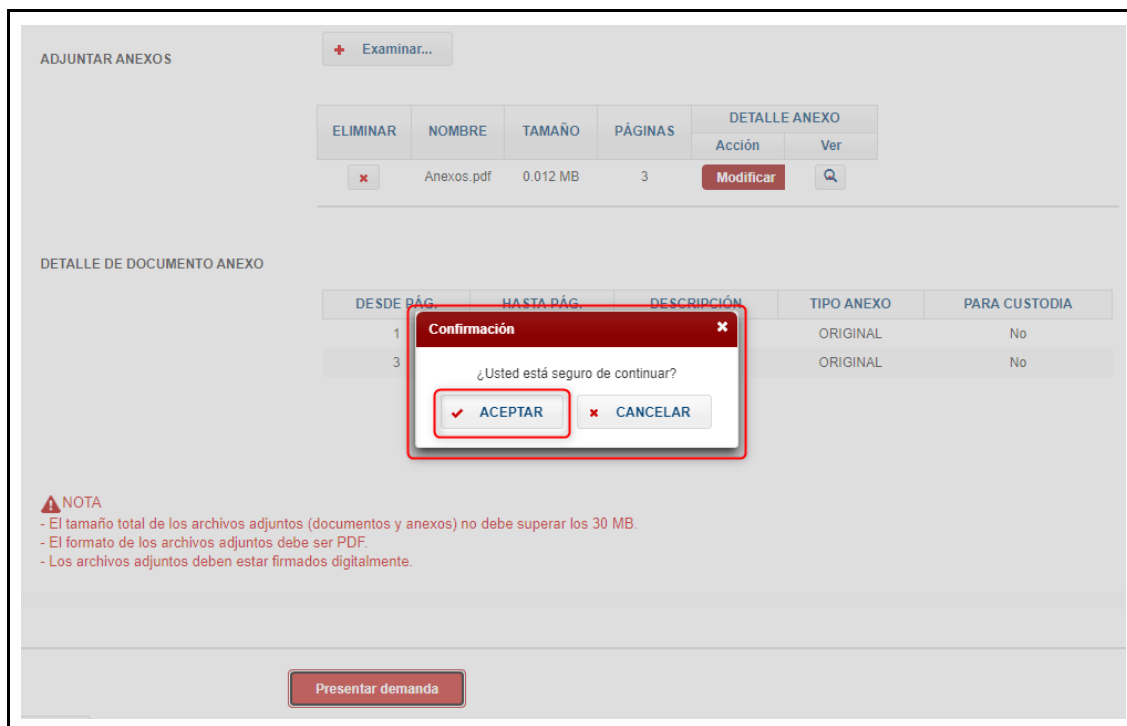 ADJUNTAR ANEXOS
Examinar...
ELIMINAR NOMBRE TAMAÑO PÁGINAS DETALLE ANEXO
Acción Ver
Anexos.pdf 0.012 MB 3 Modificar
DETALLE DE DOCUMENTO ANEXO
DESDE PÁG. HASTA PÁG. DESCRIPCIÓN TIPO ANEXO PARA CUSTODIA
1 ORIGINAL No
3 ORIGINAL No
Confirmación
¿Usted está seguro de continuar?
ACEPTAR CANCELAR
NOTA
- El tamaño total de los archivos adjuntos (documentos y anexos) no debe superar los 30 MB.
- El formato de los archivos adjuntos debe ser PDF.
- Los archivos adjuntos deben estar firmados digitalmente.
Presentar demanda